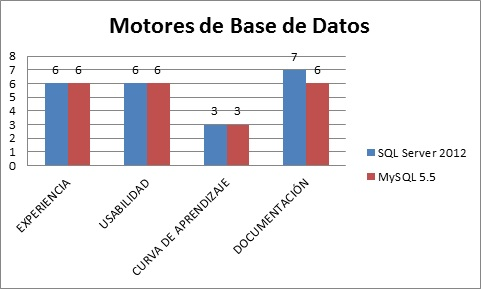 Motores de Base de Datos
8
7
6
5
4
3
2
1
0
6 6
6 6
3 3
7 6
EXPERIENCIA
USABILIDAD
CURVA DE APRENDIZAJE
DOCUMENTACIÓN
SQL Server 2012
MySQL 5.5